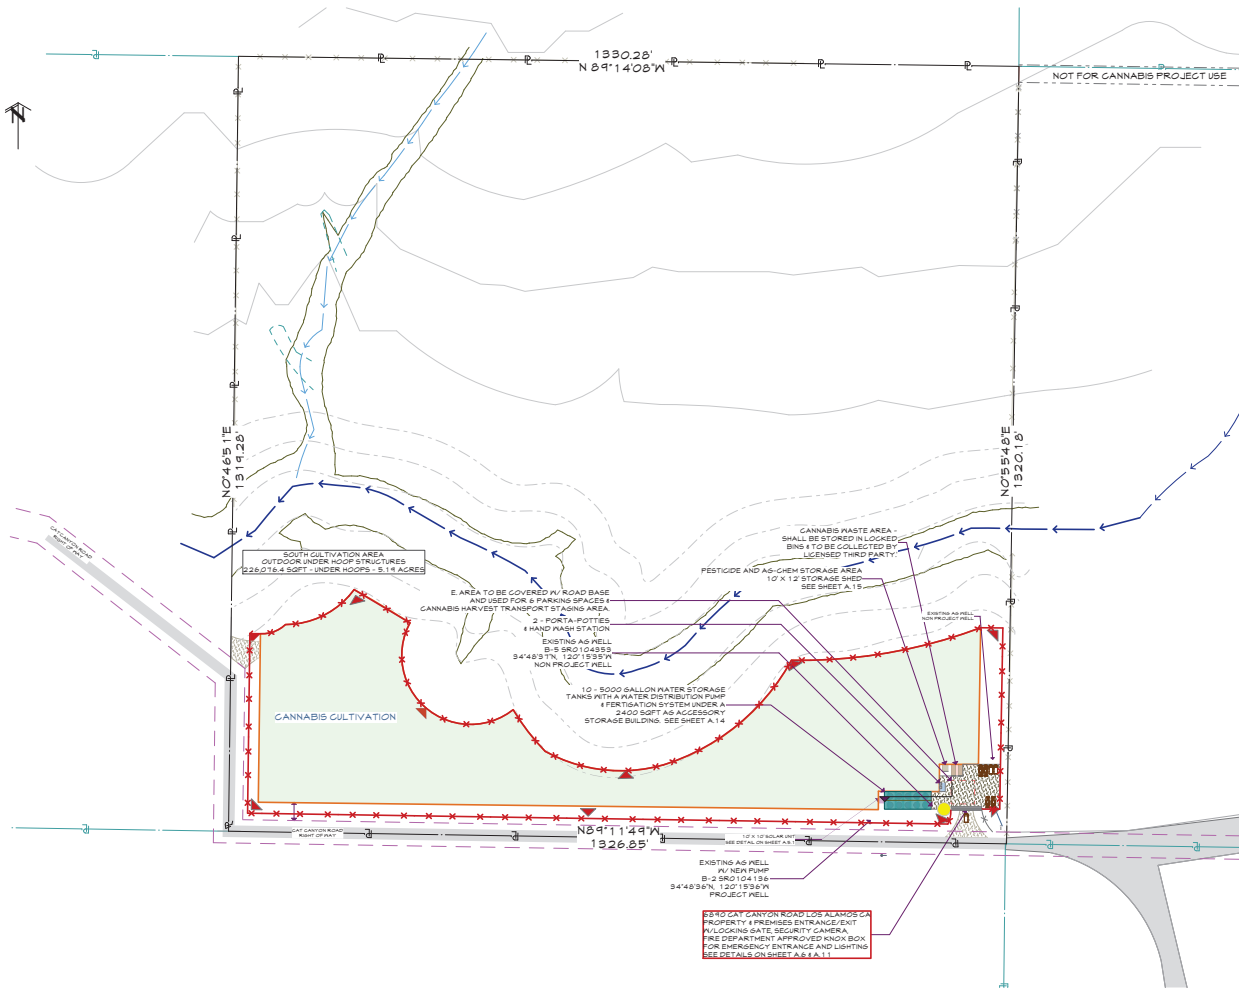 1330.28'
N 89°14'08"W
NOT FOR CANNABIS PROJECT USE
N
N0°46'51"E
1319.28'
N0°55'48"E
1320.18'
CAT CANYON ROAD
RIGHT OF WAY
SOUTH CULTIVATION AREA
OUTDOOR UNDER HOOP STRUCTURES
226,076.4 SQFT - UNDER HOOPS - 5.19 ACRES
CANNABIS WASTE AREA -
SHALL BE STORED IN LOCKED
BINS & TO BE COLLECTED BY
LICENSED THIRD PARTY.
PESTICIDE AND AG-CHEM STORAGE AREA
10' X 12' STORAGE SHED
SEE SHEET A.15
E. AREA TO BE COVERED W/ ROAD BASE
AND USED FOR 6 PARKING SPACES &
CANNABIS HARVEST TRANSPORT STAGING AREA.
2 - PORTA-POTTIES
& HAND WASH STATION
EXISTING AG WELL
B-5 SR0104353
34°48'37"N, 120°15'35"W
NON PROJECT WELL
EXISTING AG WELL
NON PROJECT WELL
10 - 5000 GALLON WATER STORAGE
TANKS WITH A WATER DISTRIBUTION PUMP
& FERTIGATION SYSTEM UNDER A
2400 SQFT AG ACCESSORY
STORAGE BUILDING. SEE SHEET A.14
CANNABIS CULTIVATION
CAT CANYON ROAD
RIGHT OF WAY
N89°11'49"W
1326.85'
10' X 10' SOLAR UNIT
SEE DETAIL ON SHEET A.8.1
EXISTING AG WELL
W/ NEW PUMP
B-2 SR0104136
34°48'36"N, 120°15'36"W
PROJECT WELL
6890 CAT CANYON ROAD LOS ALAMOS CA
PROPERTY & PREMISES ENTRANCE/EXIT
W/LOCKING GATE, SECURITY CAMERA,
FIRE DEPARTMENT APPROVED KNOX BOX
FOR EMERGENCY ENTRANCE AND LIGHTING
SEE DETAILS ON SHEET A.6 & A.11